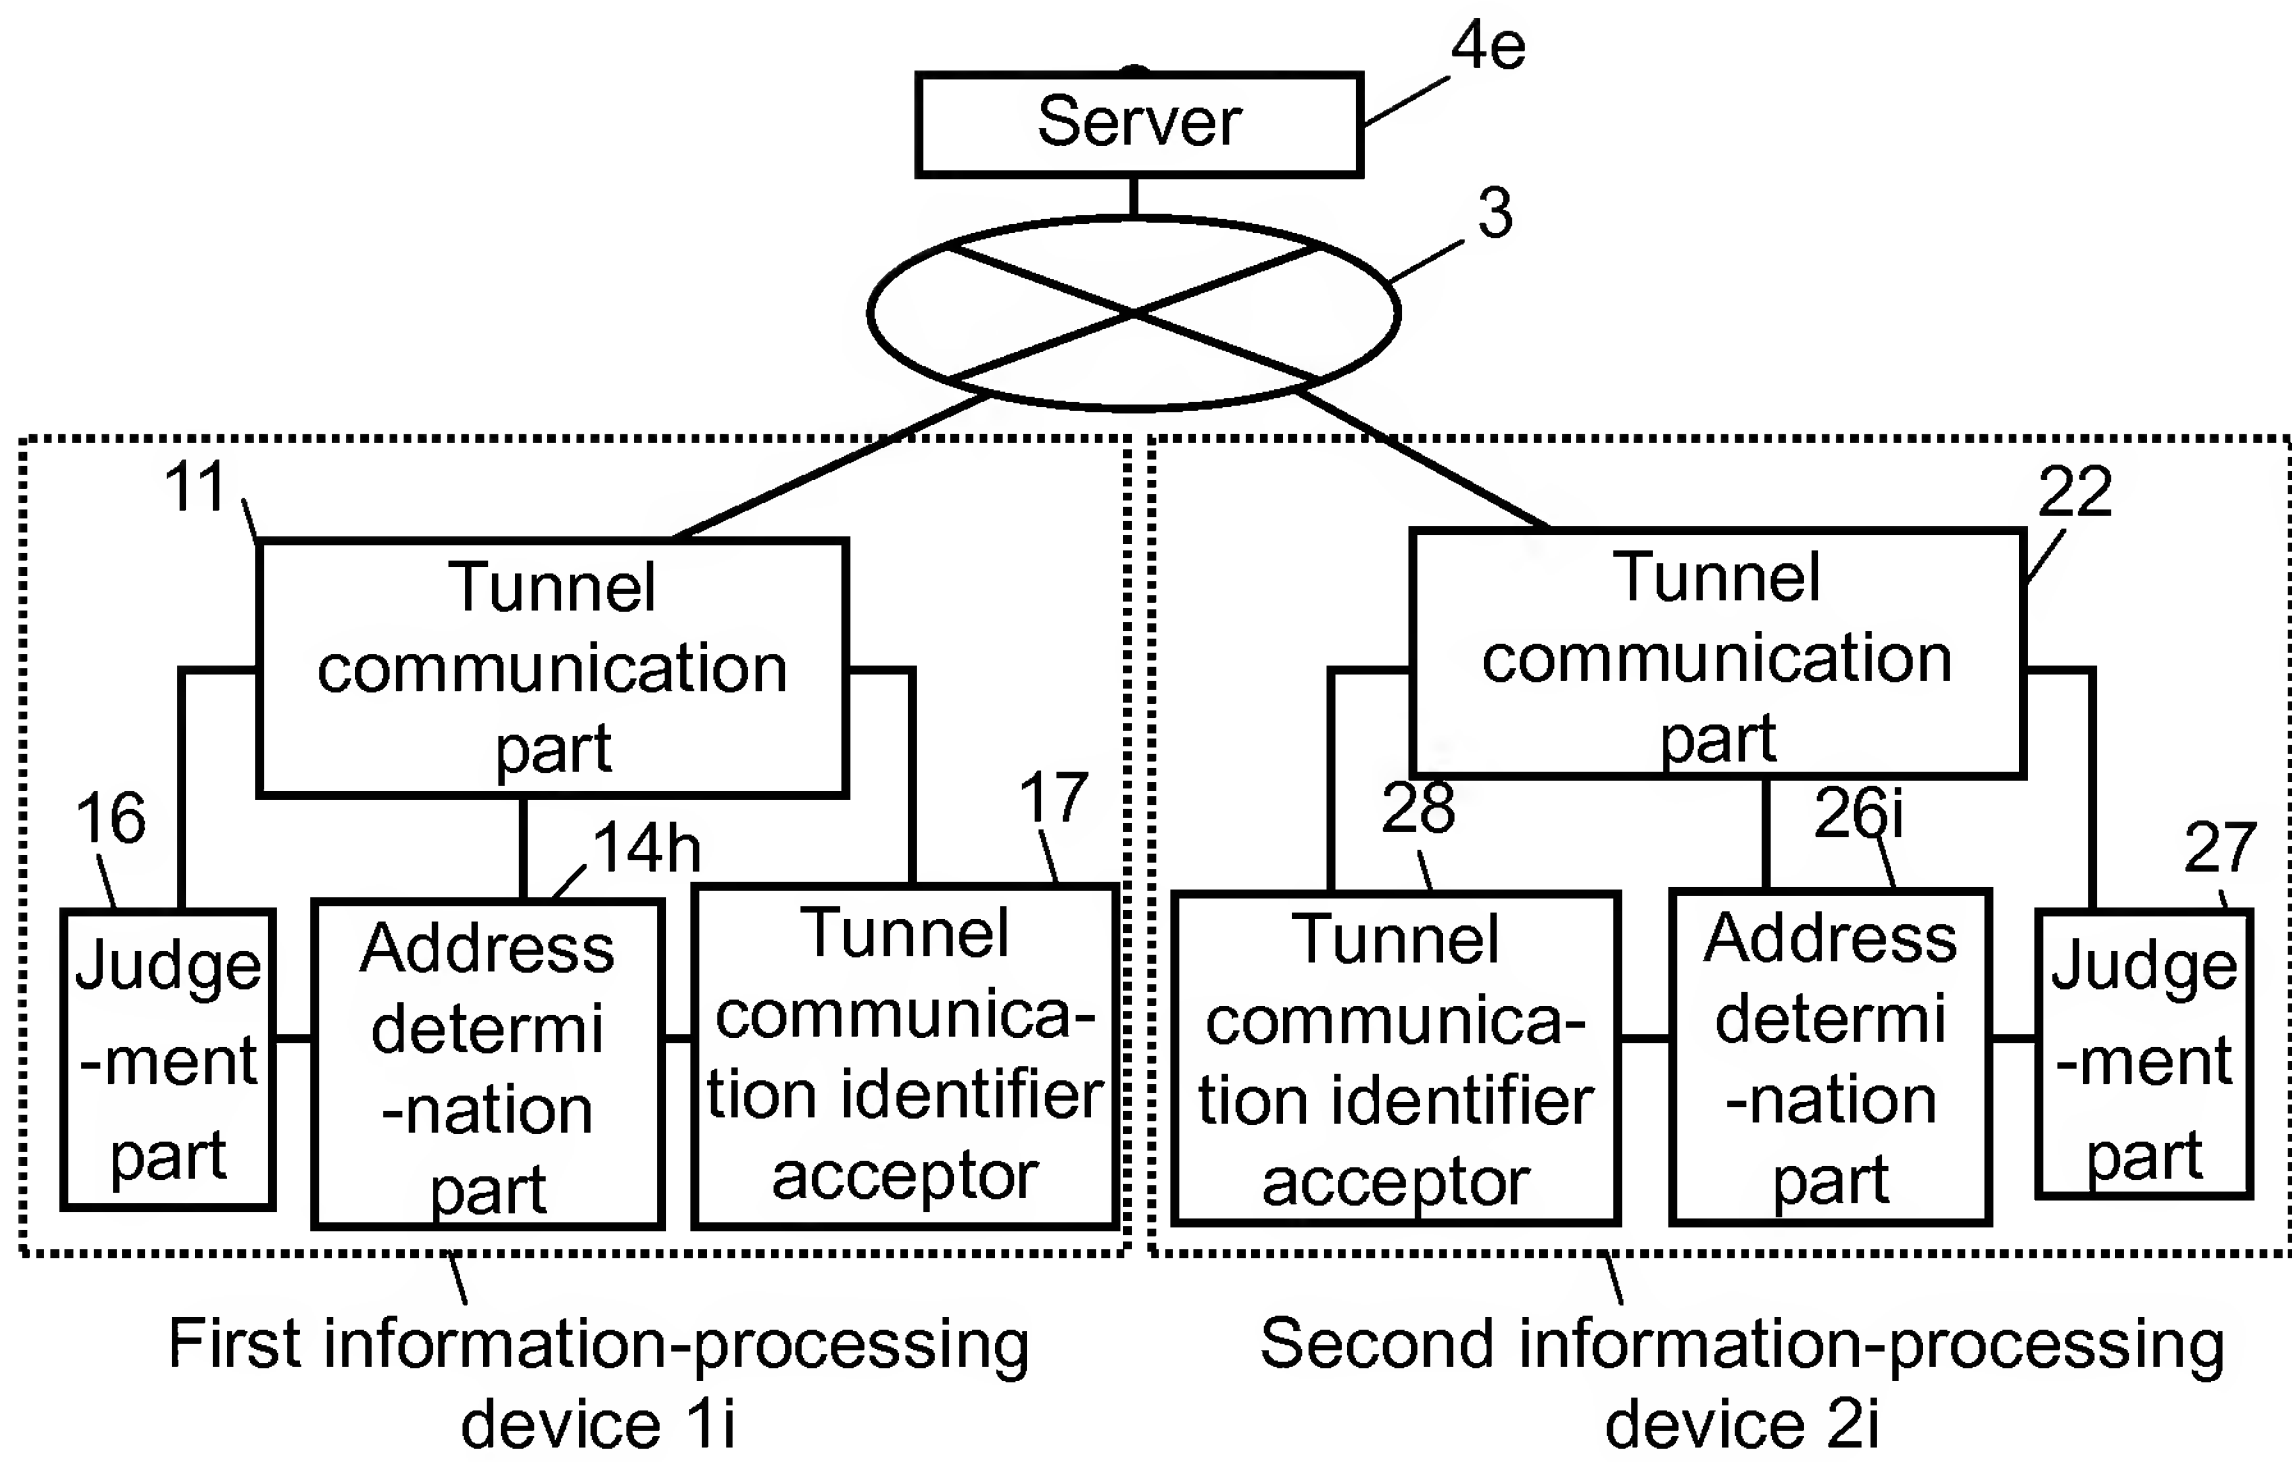 4e
Server
3
11
Tunnel
communication
part
22
Tunnel
communication
part
16
14h
17
28
26i
27
Judge
-ment
part
Address
determi
-nation
part
Tunnel
communica-
tion identifier
acceptor
Tunnel
communica-
tion identifier
acceptor
Address
determi
-nation
part
Judge
-ment
part
First information-processing
device 1i
Second information-processing
device 2i